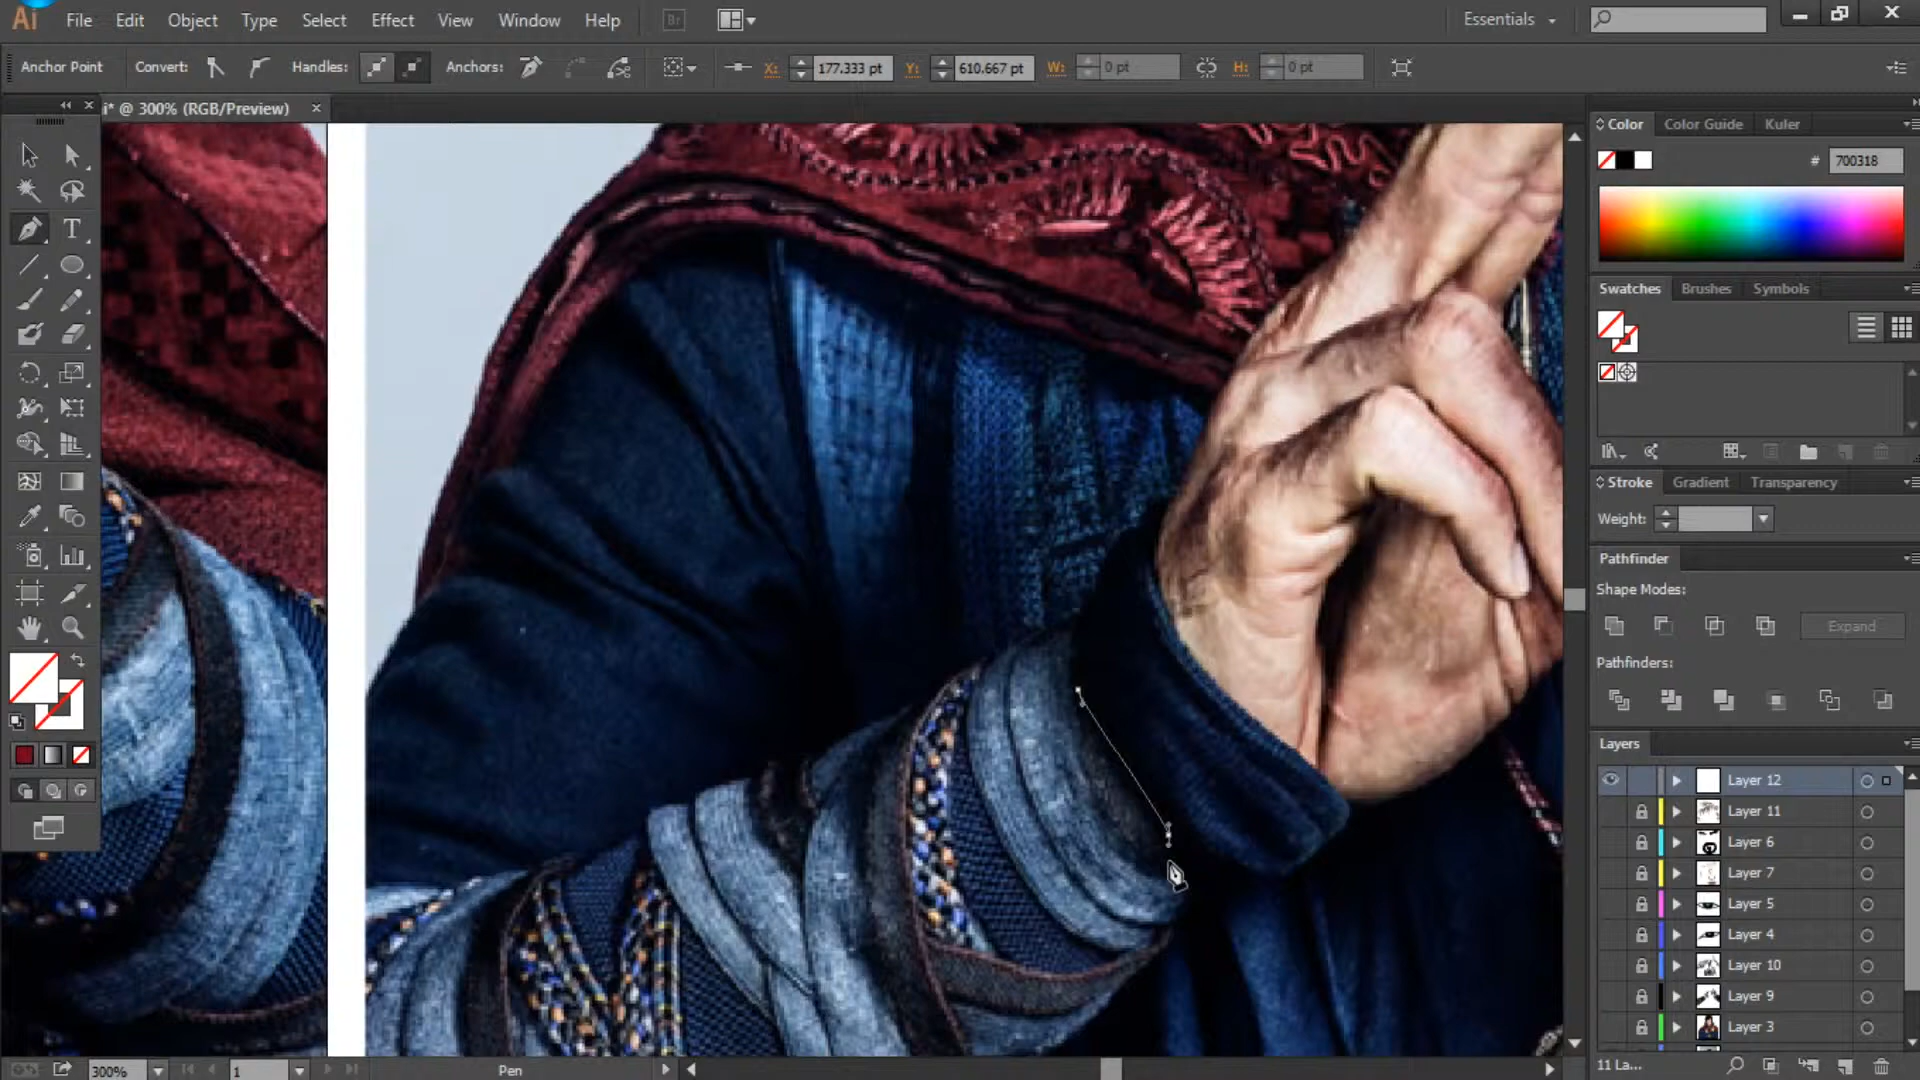 Ai File Edit Object Type Select Effect View Window Help Br Essentials
Anchor Point Convert: Handles: Anchors: X: 177.333 pt Y: 610.667 pt W: 0 pt H: 0 pt
i* @ 300% (RGB/Preview)
Color Color Guide Kuler
# 700318
Swatches Brushes Symbols
Stroke Gradient Transparency
Weight:
Pathfinder
Shape Modes:
Expand
Pathfinders:
Layers
Layer 12
Layer 11
Layer 6
Layer 7
Layer 5
Layer 4
Layer 10
Layer 9
Layer 3
11 La...
300% 1 Pen